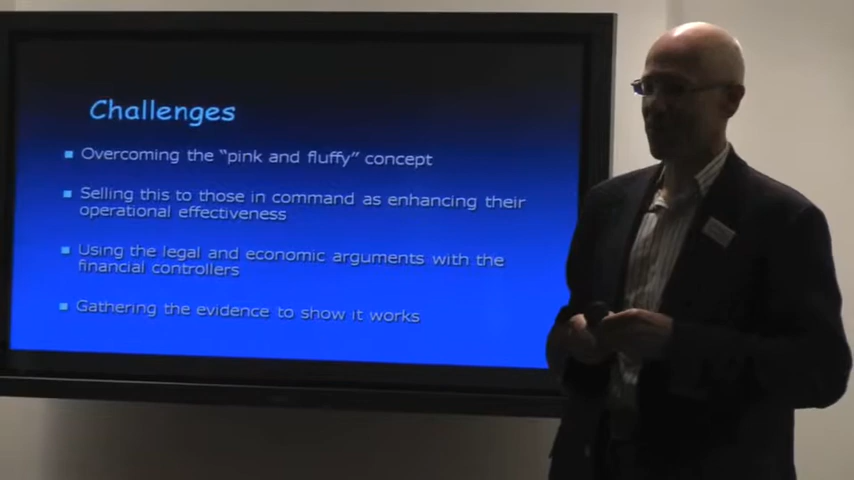 Challenges
Overcoming the "pink and fluffy" concept
Selling this to those in command as enhancing their
operational effectiveness
Using the legal and economic arguments with the
financial controllers
Gathering the evidence to show it works